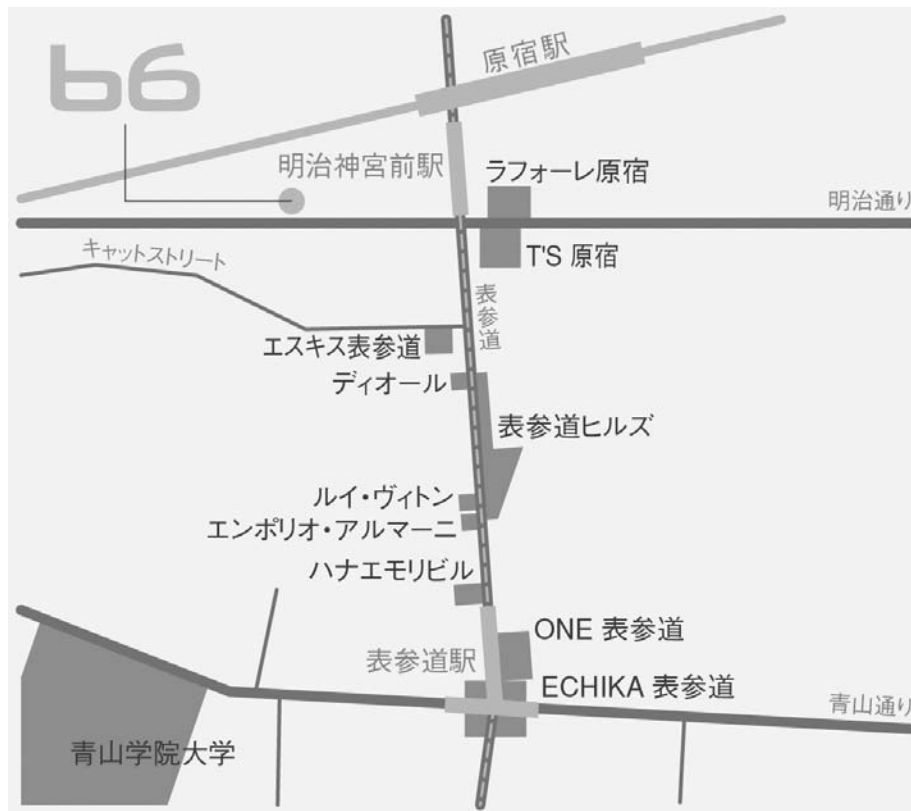 原宿駅
b6
明治神宮前駅
ラフォーレ原宿
明治通り
キャットストリート
T'S 原宿
表参道
エスキス表参道
ディオール
表参道ヒルズ
ルイ・ヴィトン
エンポリオ・アルマーニ
ハナエモリビル
ONE 表参道
表参道駅
ECHIKA 表参道
青山通り
青山学院大学